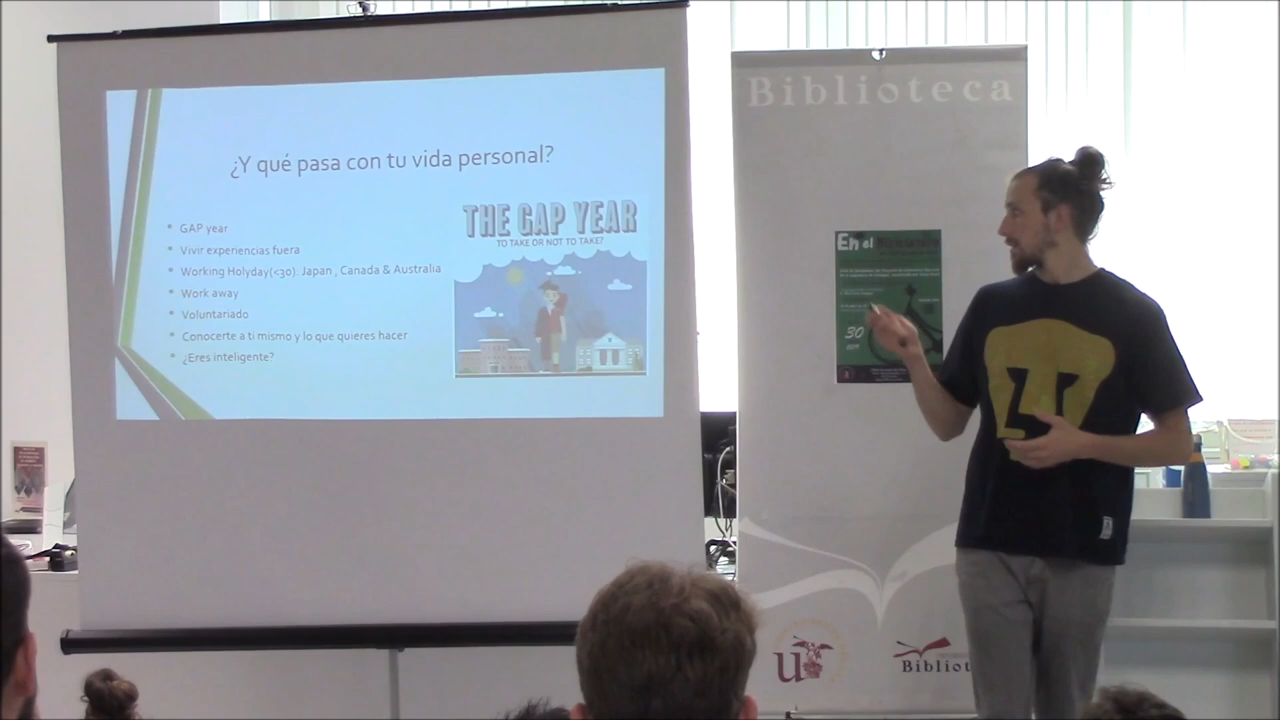 ¿Y qué pasa con tu vida personal?
GAP year
Vivir experiencias fuera
Working Holyday(<30): Japan , Canada & Australia
Work away
Voluntariado
Conocerte a ti mismo y lo que quieres hacer
¿Eres inteligente?
THE GAP YEAR
TO TAKE OR NOT TO TAKE?
Biblioteca
En el
30
u
Bibliot